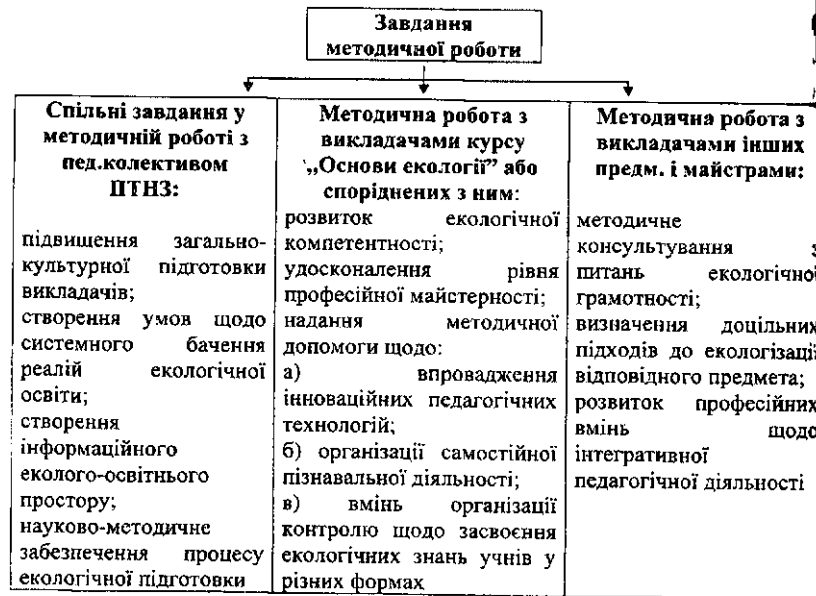 Завдання
методичної роботи
Спільні завдання у
методичній роботі з
пед.колективом
ПТНЗ:
підвищення загально-
культурної підготовки
викладачів;
створення умов щодо
системного бачення
реалій екологічної
освіти;
створення
інформаційного
еколого-освітнього
простору;
науково-методичне
забезпечення процесу
екологічної підготовки
Методична робота з
викладачами курсу
„Основи екології” або
споріднених з ним:
розвиток екологічної
компетентності;
удосконалення рівня
професійної майстерності;
надання методичної
допомоги щодо:
а) впровадження
інноваційних педагогічних
технологій;
б) організації самостійної
пізнавальної діяльності;
в) вмінь організації
контролю щодо засвоєння
екологічних знань учнів у
різних формах
Методична робота з
викладачами інших
предм. і майстрами:
методичне
консультування з
питань екологічної
грамотності;
визначення доцільних
підходів до екологізації
відповідного предмета;
розвиток професійних
вмінь щодо
інтегративної
педагогічної діяльності